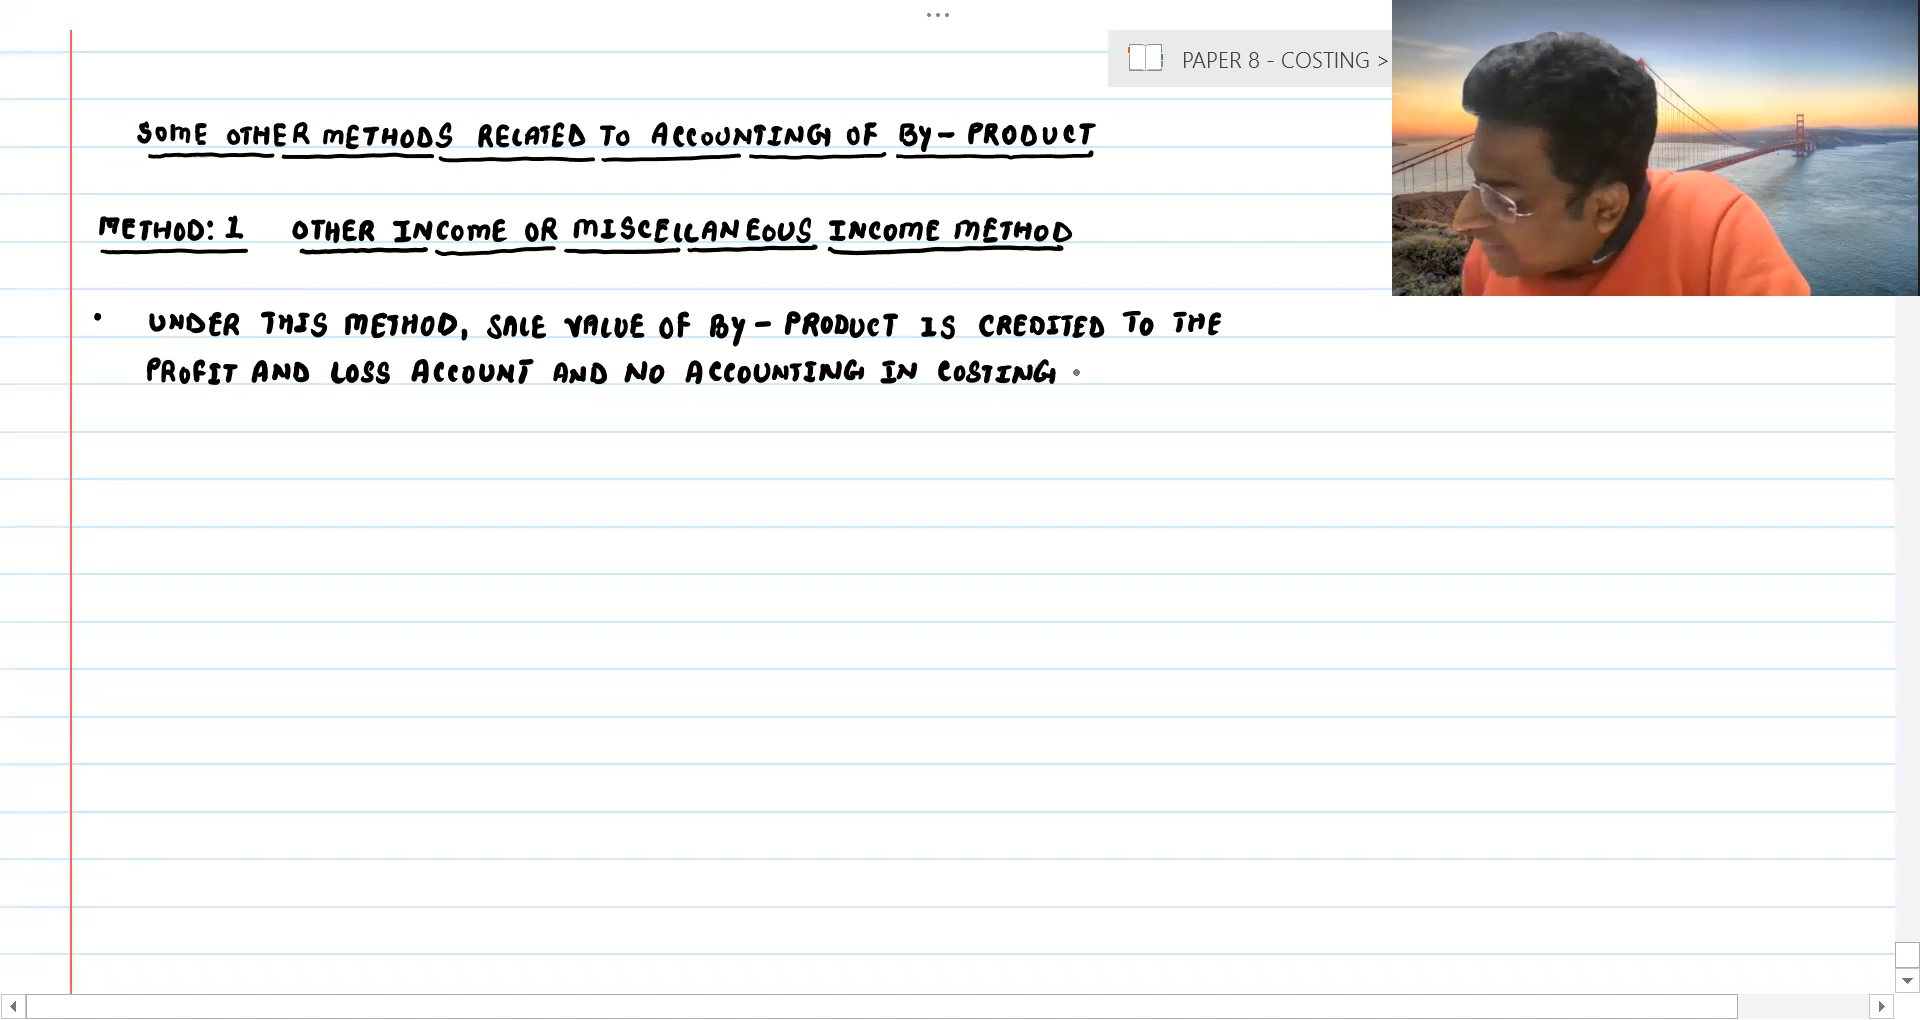 PAPER 8 - COSTING >
SOME OTHER METHODS RELATED TO ACCOUNTING OF BY - PRODUCT
METHOD: 1 OTHER INCOME OR MISCELLANEOUS INCOME METHOD
• UNDER THIS METHOD, SALE VALUE OF BY - PRODUCT IS CREDITED TO THE
PROFIT AND LOSS ACCOUNT AND NO ACCOUNTING IN COSTING